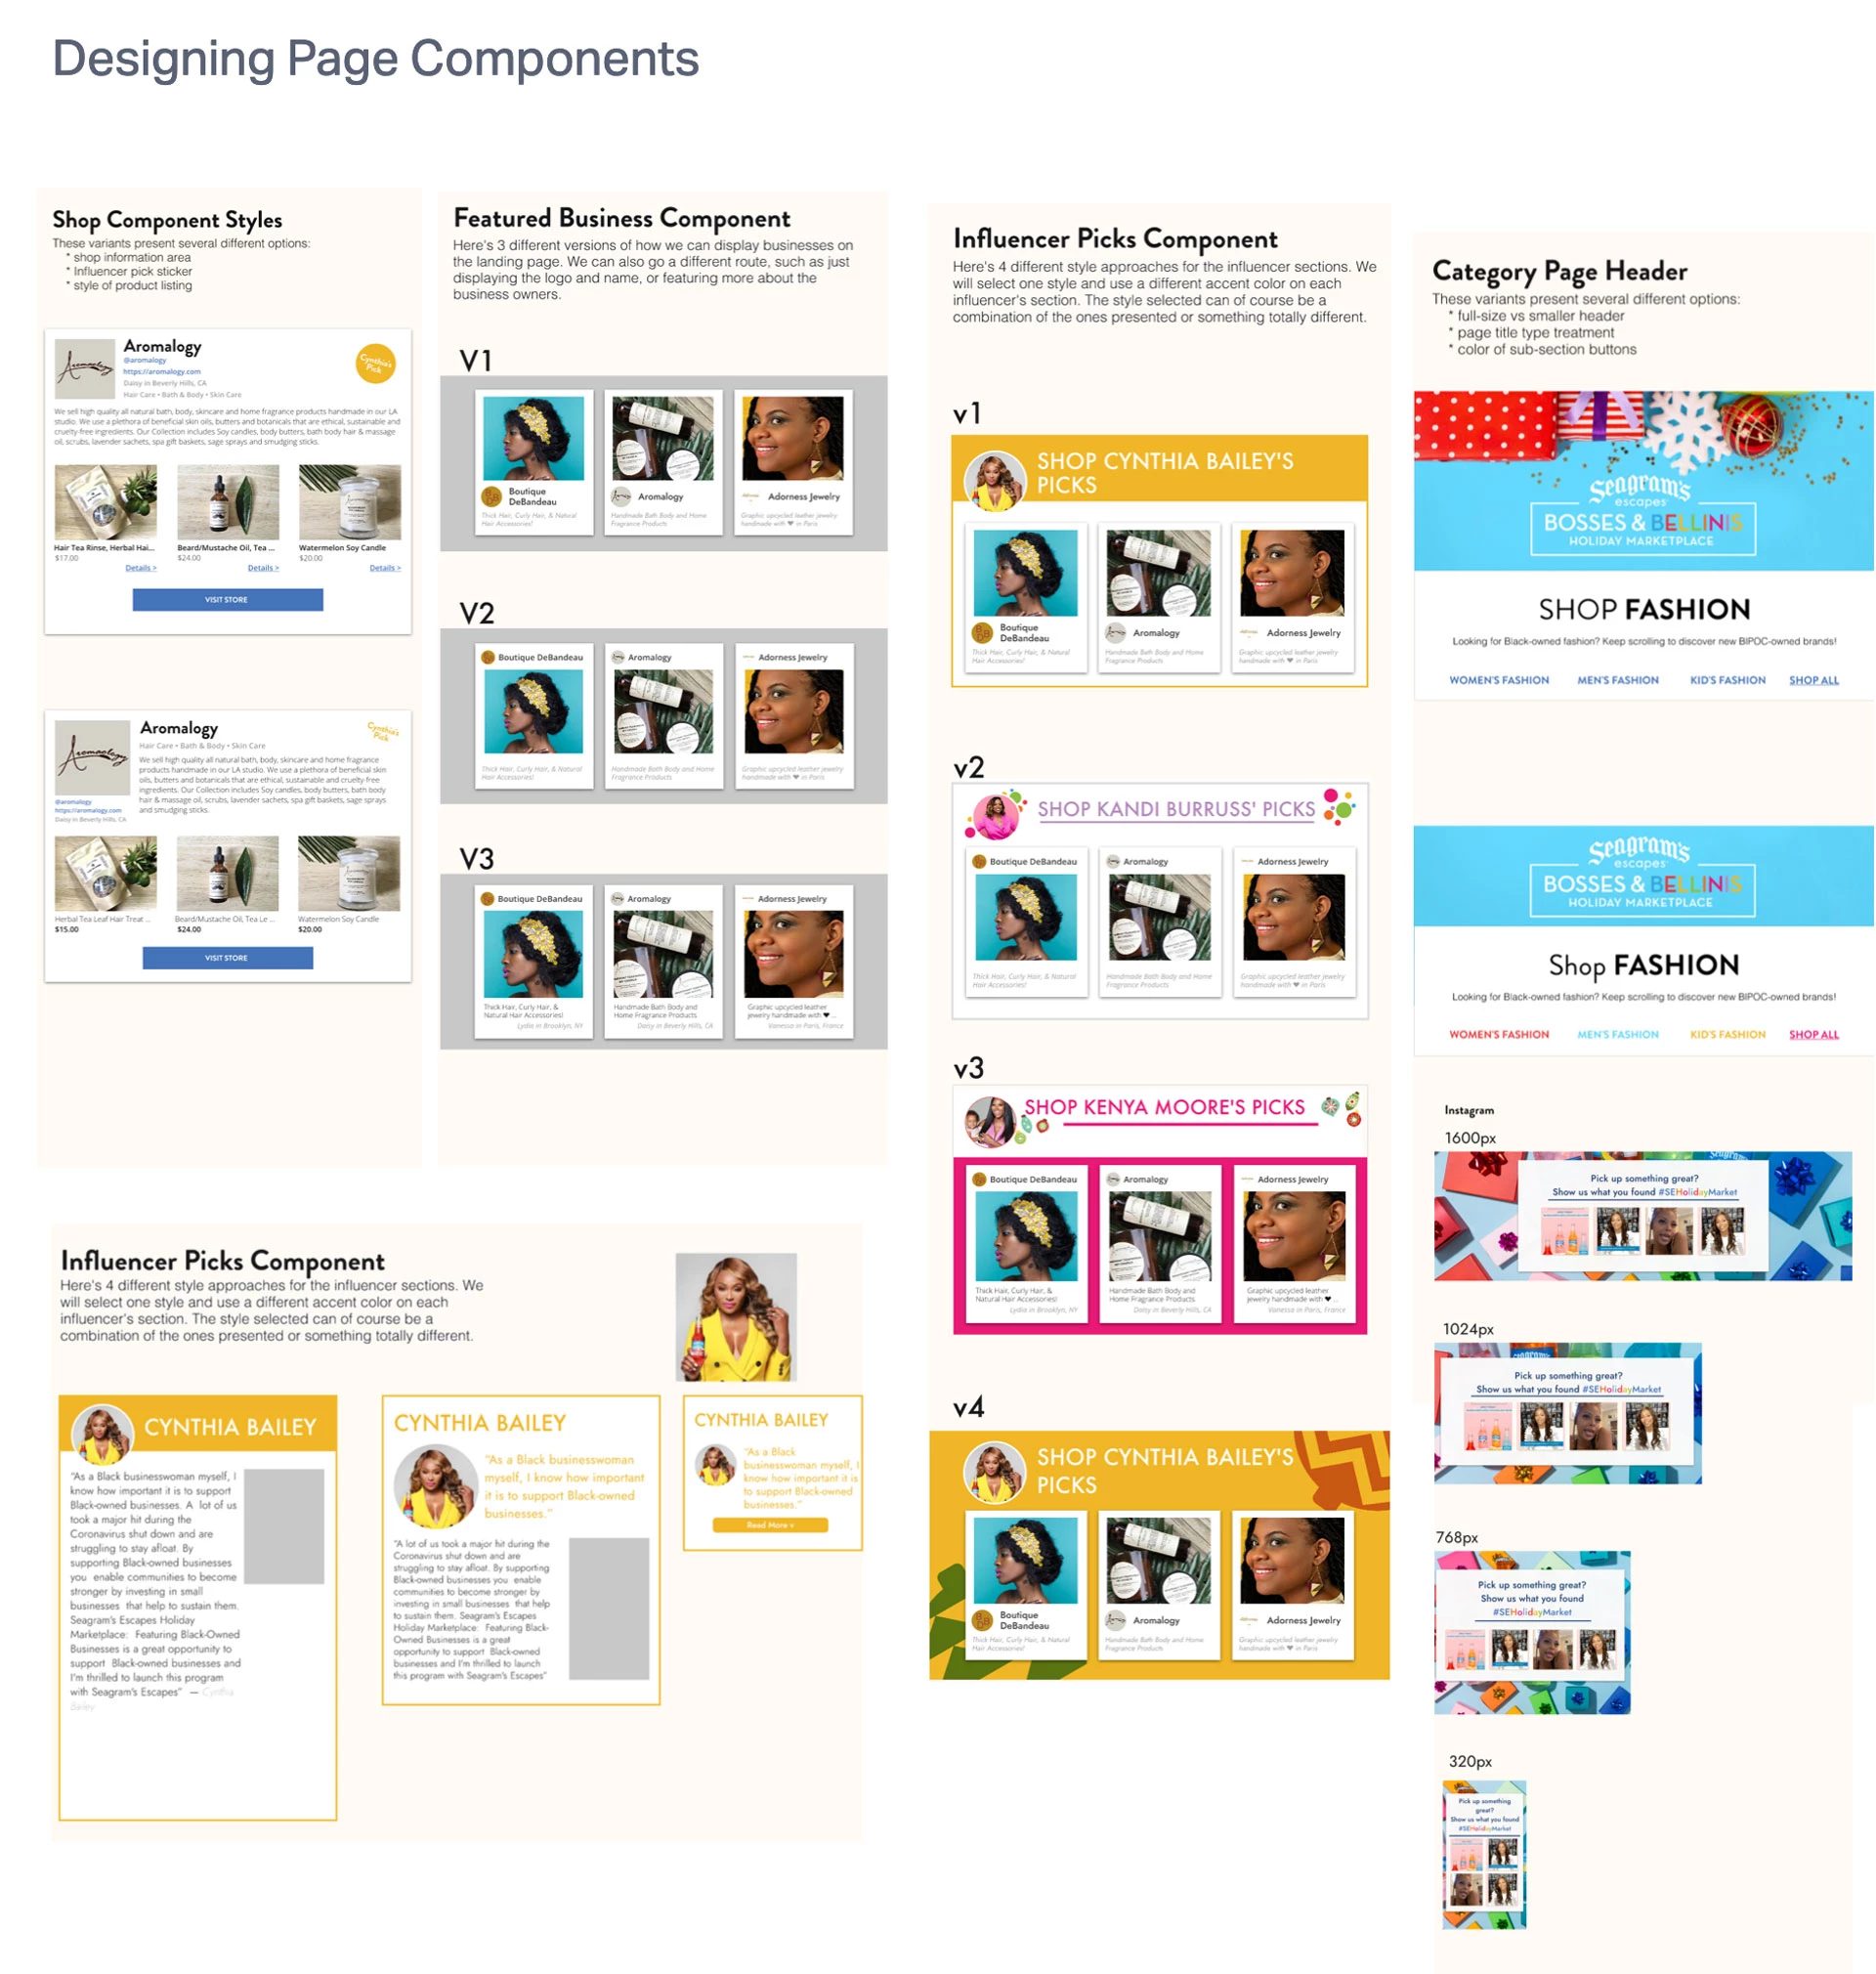 Designing Page Components
Shop Component Styles
These variants present several different options:
* shop information area
* Influencer pick sticker
* style of product listing
Aromalogy
Aromalogy
@aromalogy
https://aromalogy.com
Daisy in Beverly Hills, CA
Hair Care • Bath & Body • Skin Care
Cynthia's
Pick
We sell high quality all natural bath, body, skincare and home fragrance products handmade in our LA
studio. We use a plethora of beneficial skin oils, butters and botanicals that are ethical, sustainable and
cruelty-free ingredients. Our Collection includes Soy candles, body butters, bath body hair & massage
oil, scrubs, lavender sachets, spa gift baskets, sage sprays and smudging sticks.
Hair Tea Rinse, Herbal Hai...
$17.00
Details >
Beard/Mustache Oil, Tea ...
$24.00
Details >
Watermelon Soy Candle
$20.00
Details >
VISIT STORE
Aromalogy
Aromalogy
Hair Care • Bath & Body • Skin Care
Cynthia's
Pick
We sell high quality all natural bath, body, skincare and home fragrance
products handmade in our LA studio. We use a plethora of beneficial skin
oils, butters and botanicals that are ethical, sustainable and cruelty-free
ingredients. Our Collection includes Soy candles, body butters, bath body
hair & massage oil, scrubs, lavender sachets, spa gift baskets, sage sprays
and smudging sticks.
@aromalogy
https://aromalogy.com
Daisy in Beverly Hills, CA
Herbal Tea Leaf Hair Treat ...
$15.00
Beard/Mustache Oil, Tea Le ...
$24.00
Watermelon Soy Candle
$20.00
VISIT STORE
Featured Business Component
Here's 3 different versions of how we can display businesses on
the landing page. We can also go a different route, such as just
displaying the logo and name, or featuring more about the
business owners.
V1
Boutique
DeBandeau
Thick Hair, Curly Hair, & Natural
Hair Accessories!
Aromalogy
Handmade Bath Body and Home
Fragrance Products
Adorness Jewelry
Graphic upcycled leather jewelry
handmade with ❤ in Paris
V2
Boutique DeBandeau
Thick Hair, Curly Hair, & Natural
Hair Accessories!
Aromalogy
Handmade Bath Body and Home
Fragrance Products
Adorness Jewelry
Graphic upcycled leather jewelry
handmade with ❤ in Paris
V3
Boutique DeBandeau
Thick Hair, Curly Hair, &
Natural Hair Accessories!
Lydia in Brooklyn, NY
Aromalogy
Handmade Bath Body and
Home Fragrance Products
Daisy in Beverly Hills, CA
Adorness Jewelry
Graphic upcycled leather
jewelry handmade with ❤ ...
Vanessa in Paris, France
Influencer Picks Component
Here's 4 different style approaches for the influencer sections. We
will select one style and use a different accent color on each
influencer's section. The style selected can of course be a
combination of the ones presented or something totally different.
v1
SHOP CYNTHIA BAILEY'S
PICKS
Boutique
DeBandeau
Thick Hair, Curly Hair, & Natural
Hair Accessories!
Aromalogy
Handmade Bath Body and Home
Fragrance Products
Adorness Jewelry
Graphic upcycled leather jewelry
handmade with ❤ in Paris
v2
SHOP KANDI BURRUSS' PICKS
Boutique DeBandeau
Thick Hair, Curly Hair, & Natural
Hair Accessories!
Aromalogy
Handmade Bath Body and Home
Fragrance Products
Adorness Jewelry
Graphic upcycled leather jewelry
handmade with ❤ in Paris
v3
SHOP KENYA MOORE'S PICKS
Boutique DeBandeau
Thick Hair, Curly Hair, &
Natural Hair Accessories!
Lydia in Brooklyn, NY
Aromalogy
Handmade Bath Body and
Home Fragrance Products
Daisy in Beverly Hills, CA
Adorness Jewelry
Graphic upcycled leather
jewelry handmade with ❤ ...
Vanessa in Paris, France
v4
SHOP CYNTHIA BAILEY'S
PICKS
Boutique
DeBandeau
Thick Hair, Curly Hair, & Natural
Hair Accessories!
Aromalogy
Handmade Bath Body and Home
Fragrance Products
Adorness Jewelry
Graphic upcycled leather jewelry
handmade with ❤ in Paris
Category Page Header
These variants present several different options:
* full-size vs smaller header
* page title type treatment
* color of sub-section buttons
Seagram's
escapes
BOSSES & BELLINIS
HOLIDAY MARKETPLACE
SHOP FASHION
Looking for Black-owned fashion? Keep scrolling to discover new BIPOC-owned brands!
WOMEN'S FASHION MEN'S FASHION KID'S FASHION SHOP ALL
Seagram's
escapes
BOSSES & BELLINIS
HOLIDAY MARKETPLACE
Shop FASHION
Looking for Black-owned fashion? Keep scrolling to discover new BIPOC-owned brands!
WOMEN'S FASHION MEN'S FASHION KID'S FASHION SHOP ALL
Instagram
1600px
Seagram's
Pick up something great?
Show us what you found #SEHolidayMarket
1024px
Pick up something great?
Show us what you found #SEHolidayMarket
768px
Pick up something great?
Show us what you found
#SEHolidayMarket
320px
Pick up something
great?
Show us what you found
#SEHolidayMarket
Influencer Picks Component
Here's 4 different style approaches for the influencer sections. We
will select one style and use a different accent color on each
influencer's section. The style selected can of course be a
combination of the ones presented or something totally different.
CYNTHIA BAILEY
"As a Black businesswoman myself, I
know how important it is to support
Black-owned businesses. A lot of us
took a major hit during the
Coronavirus shut down and are
struggling to stay afloat. By
supporting Black-owned businesses
you enable communities to become
stronger by investing in small
businesses that help to sustain them.
Seagram's Escapes Holiday
Marketplace: Featuring Black-Owned
Businesses is a great opportunity to
support Black-owned businesses and
I'm thrilled to launch this program
with Seagram's Escapes" — Cynthia
Bailey
CYNTHIA BAILEY
"As a Black businesswoman
myself, I know how important
it is to support Black-owned
businesses."
"A lot of us took a major hit during the
Coronavirus shut down and are
struggling to stay afloat. By supporting
Black-owned businesses you enable
communities to become stronger by
investing in small businesses that help
to sustain them. Seagram's Escapes
Holiday Marketplace: Featuring Black-
Owned Businesses is a great
opportunity to support Black-owned
businesses and I'm thrilled to launch
this program with Seagram's Escapes"
CYNTHIA BAILEY
"As a Black
businesswoman myself, I
know how important it is
to support Black-owned
businesses."
Read More v